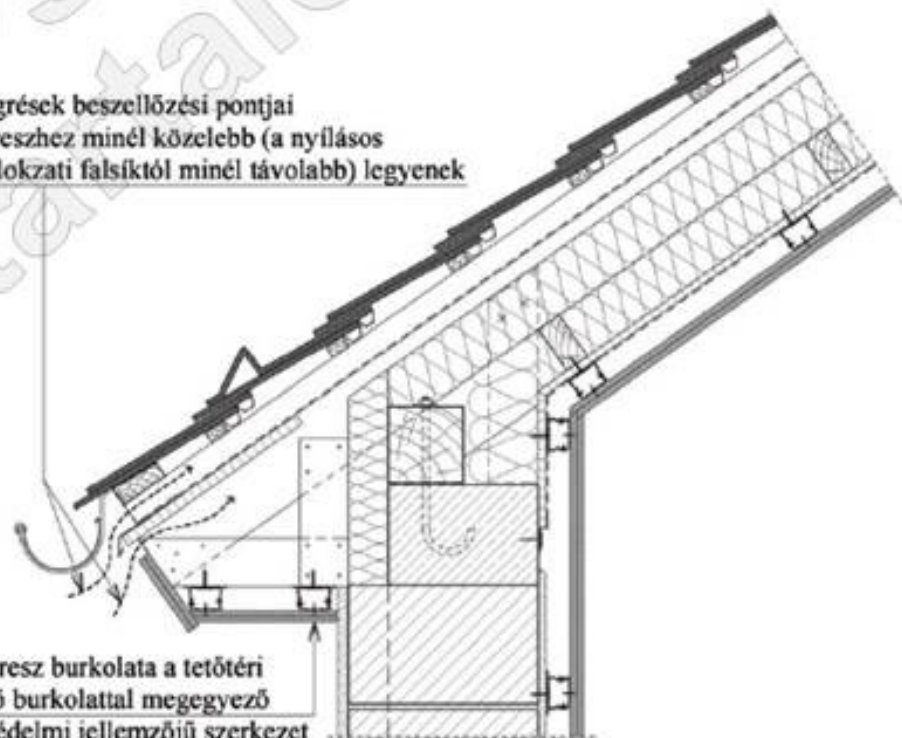 grések beszellőzési pontjai
reszhez minél közelebb (a nyílásos
lokzati falsíktól minél távolabb) legyenek
resz burkolata a tetőtéri
ó burkolattal megegyező
édelmi jellemzőjű szerkezet